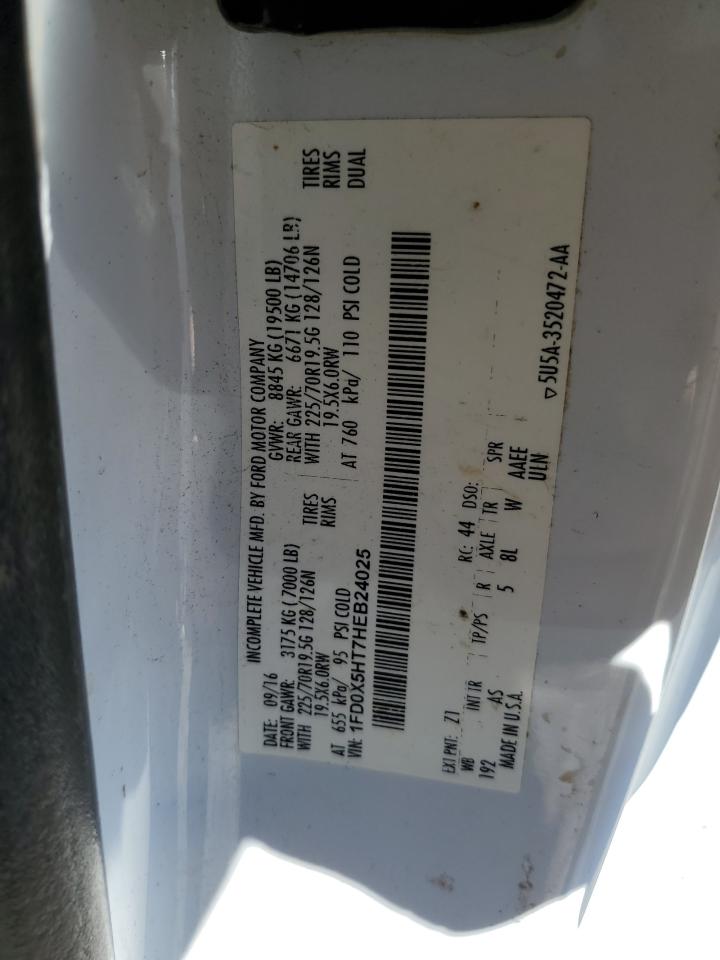 INCOMPLETE VEHICLE MFD. BY FORD MOTOR COMPANY
DATE: 09/16 GVWR: 8845 KG (19500 LB)
FRONT GAWR: 3175 KG (7000 LB) REAR GAWR: 6671 KG (14706 LB)
WITH 225/70R19.5G 128/126N TIRES WITH 225/70R19.5G 128/126N TIRES
19.5X6.0RW RIMS 19.5X6.0RW RIMS
AT 655 kPa/ 95 PSI COLD AT 760 kPa/ 110 PSI COLD DUAL
VIN: 1FD0X5HT7HEB24025
EXT PNT: Z1 RC: 44 DSO:
WB INT TR TP/PS R AXLE TR SPR
192 AS 5 8L W AAEE
MADE IN U.S.A. ULN
▽5U5A-3520472-AA